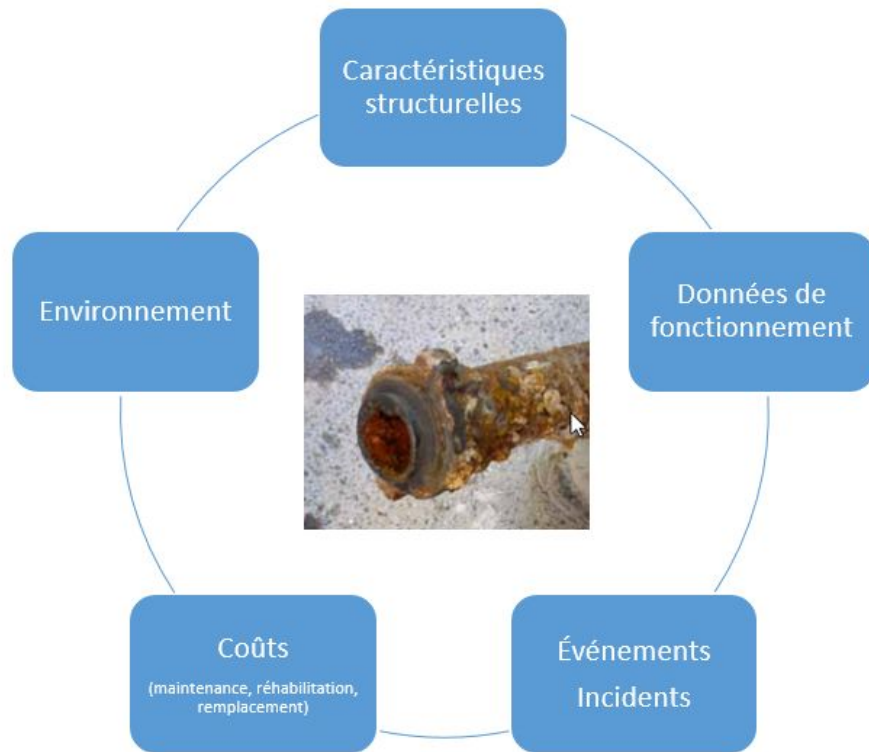 Caractéristiques
structurelles
Environnement
Données de
fonctionnement
Coûts
(maintenance, réhabilitation,
remplacement)
Événements
Incidents